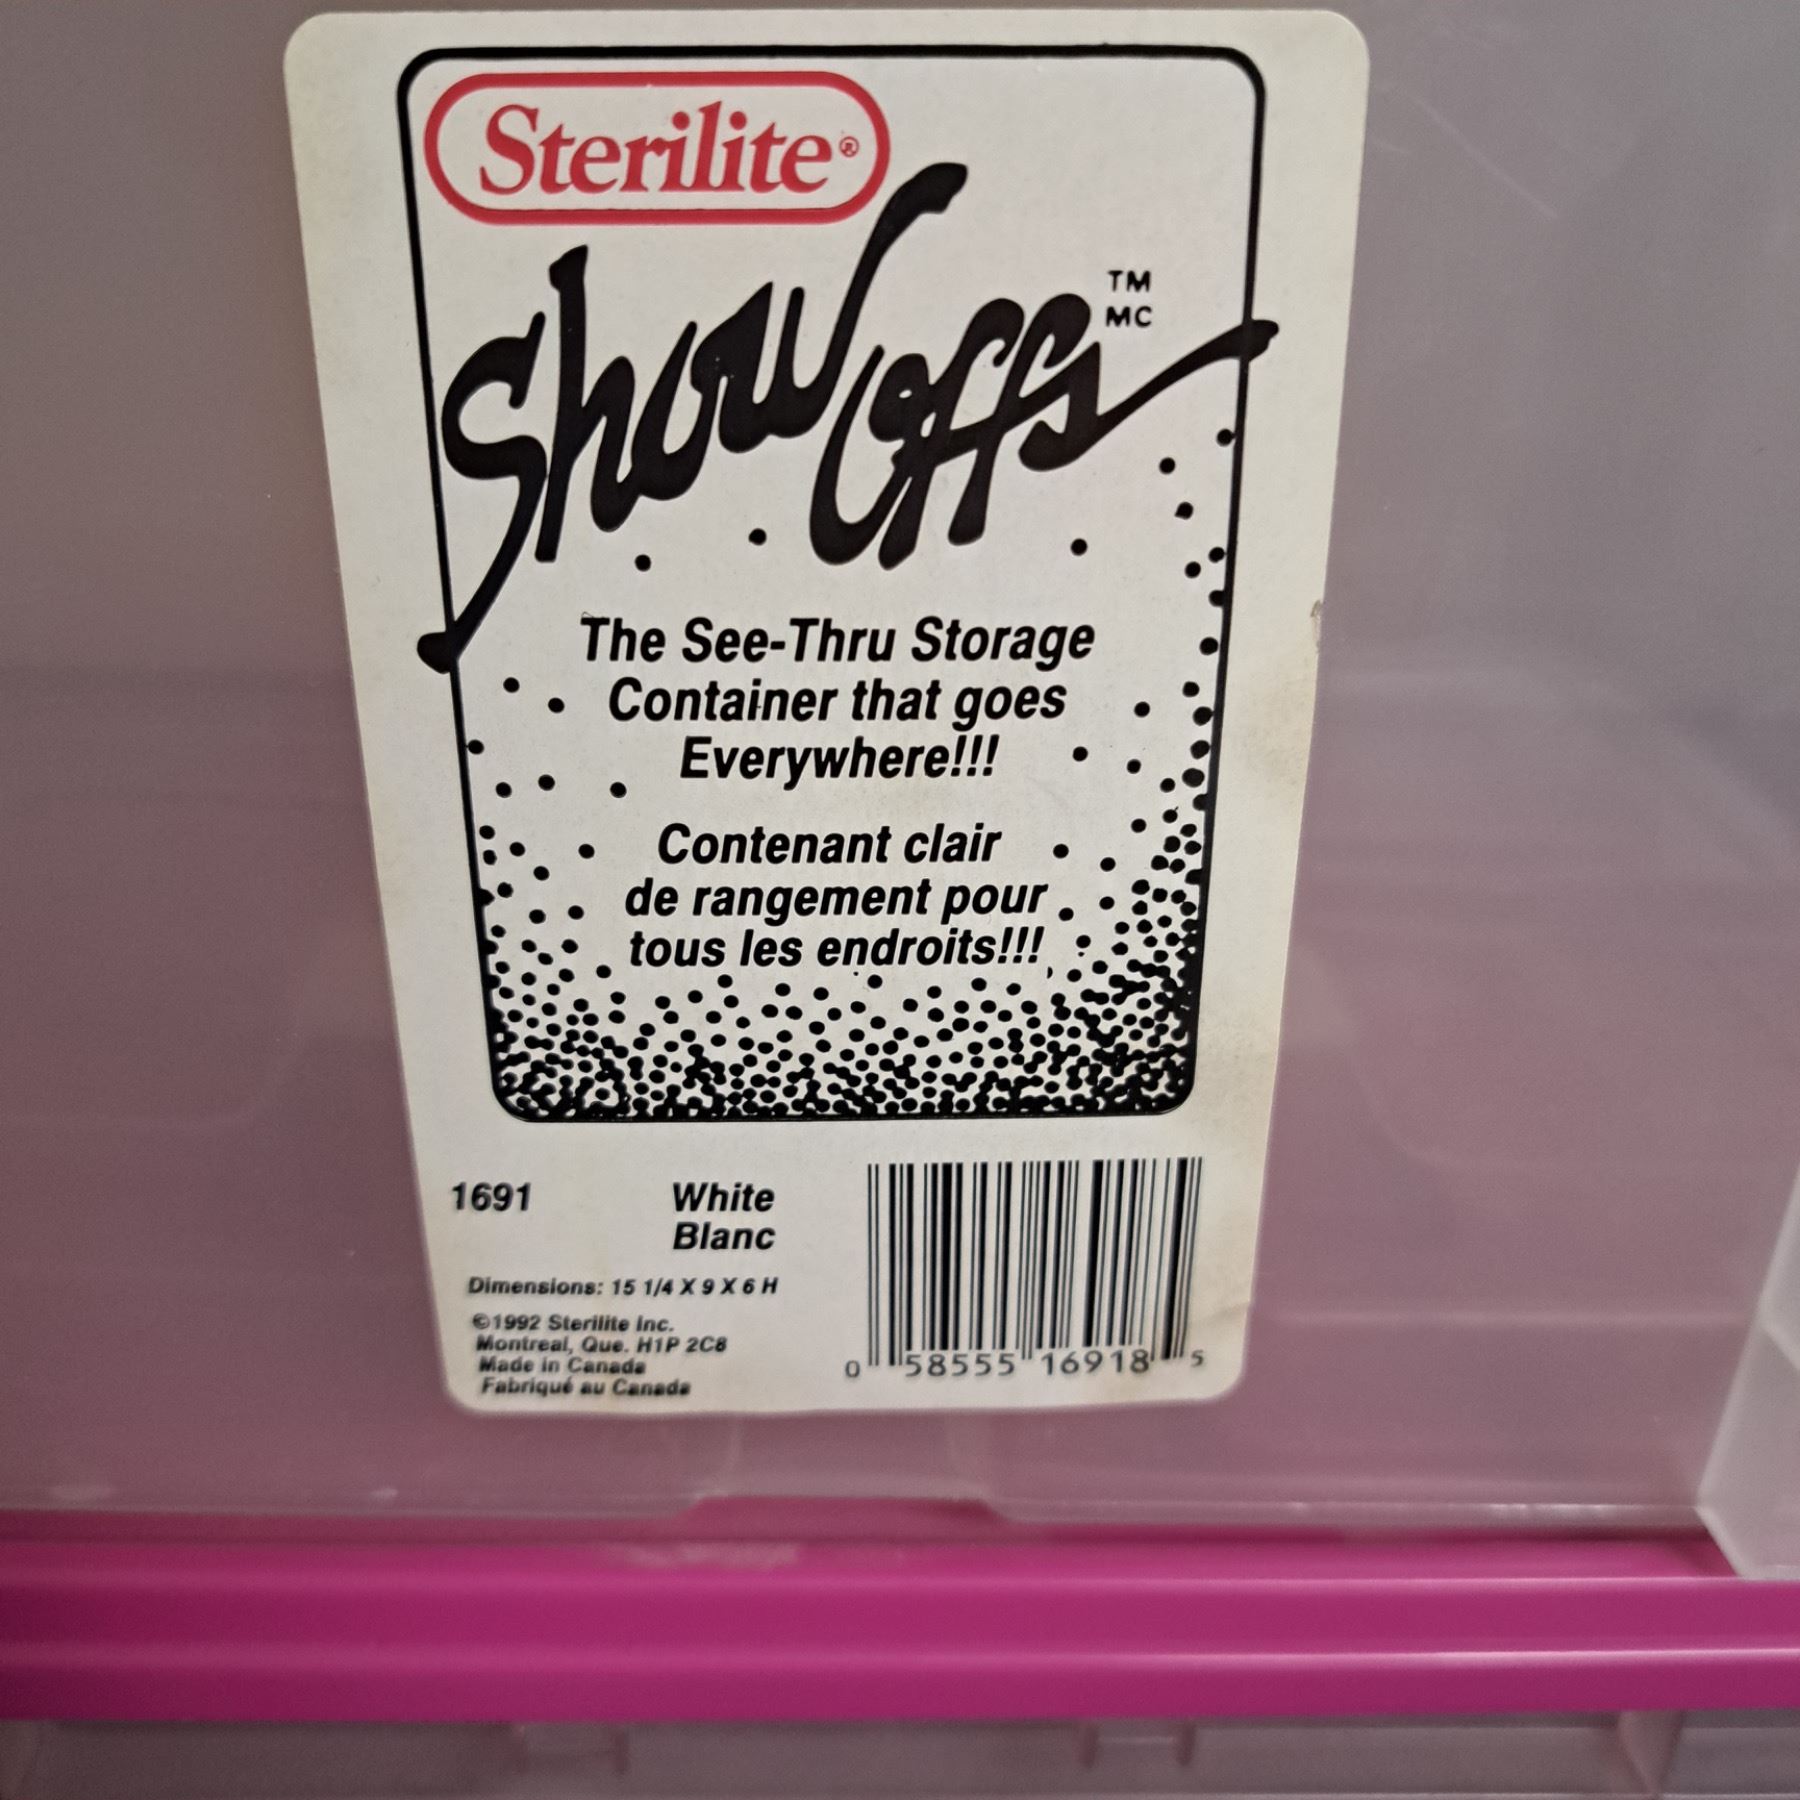 Sterilite®
Show Offs
TM
MC
The See-Thru Storage
Container that goes
Everywhere!!!
Contenant clair
de rangement pour
tous les endroits!!!
1691
White
Blanc
Dimensions: 15 1/4 X 9 X 6 H
©1992 Sterilite Inc.
Montreal, Que. H1P 2C8
Made in Canada
Fabriqué au Canada
0 58555 16918 5